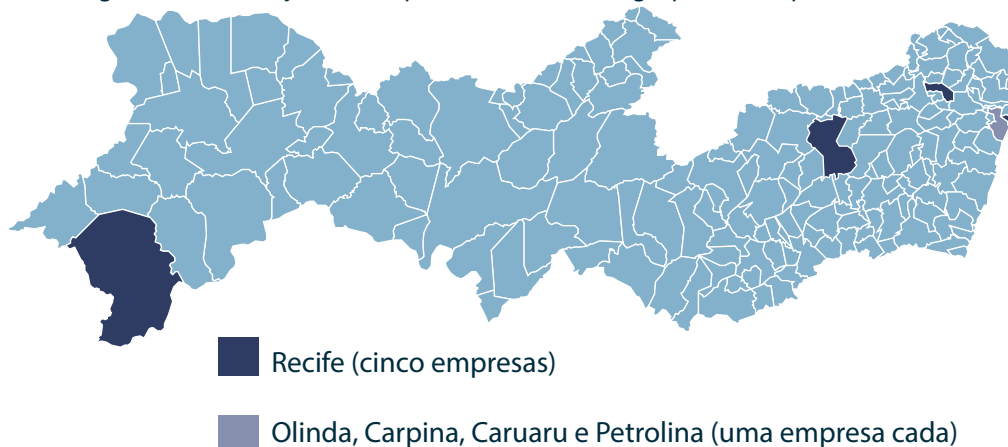 Recife (cinco empresas)
Olinda, Carpina, Caruaru e Petrolina (uma empresa cada)